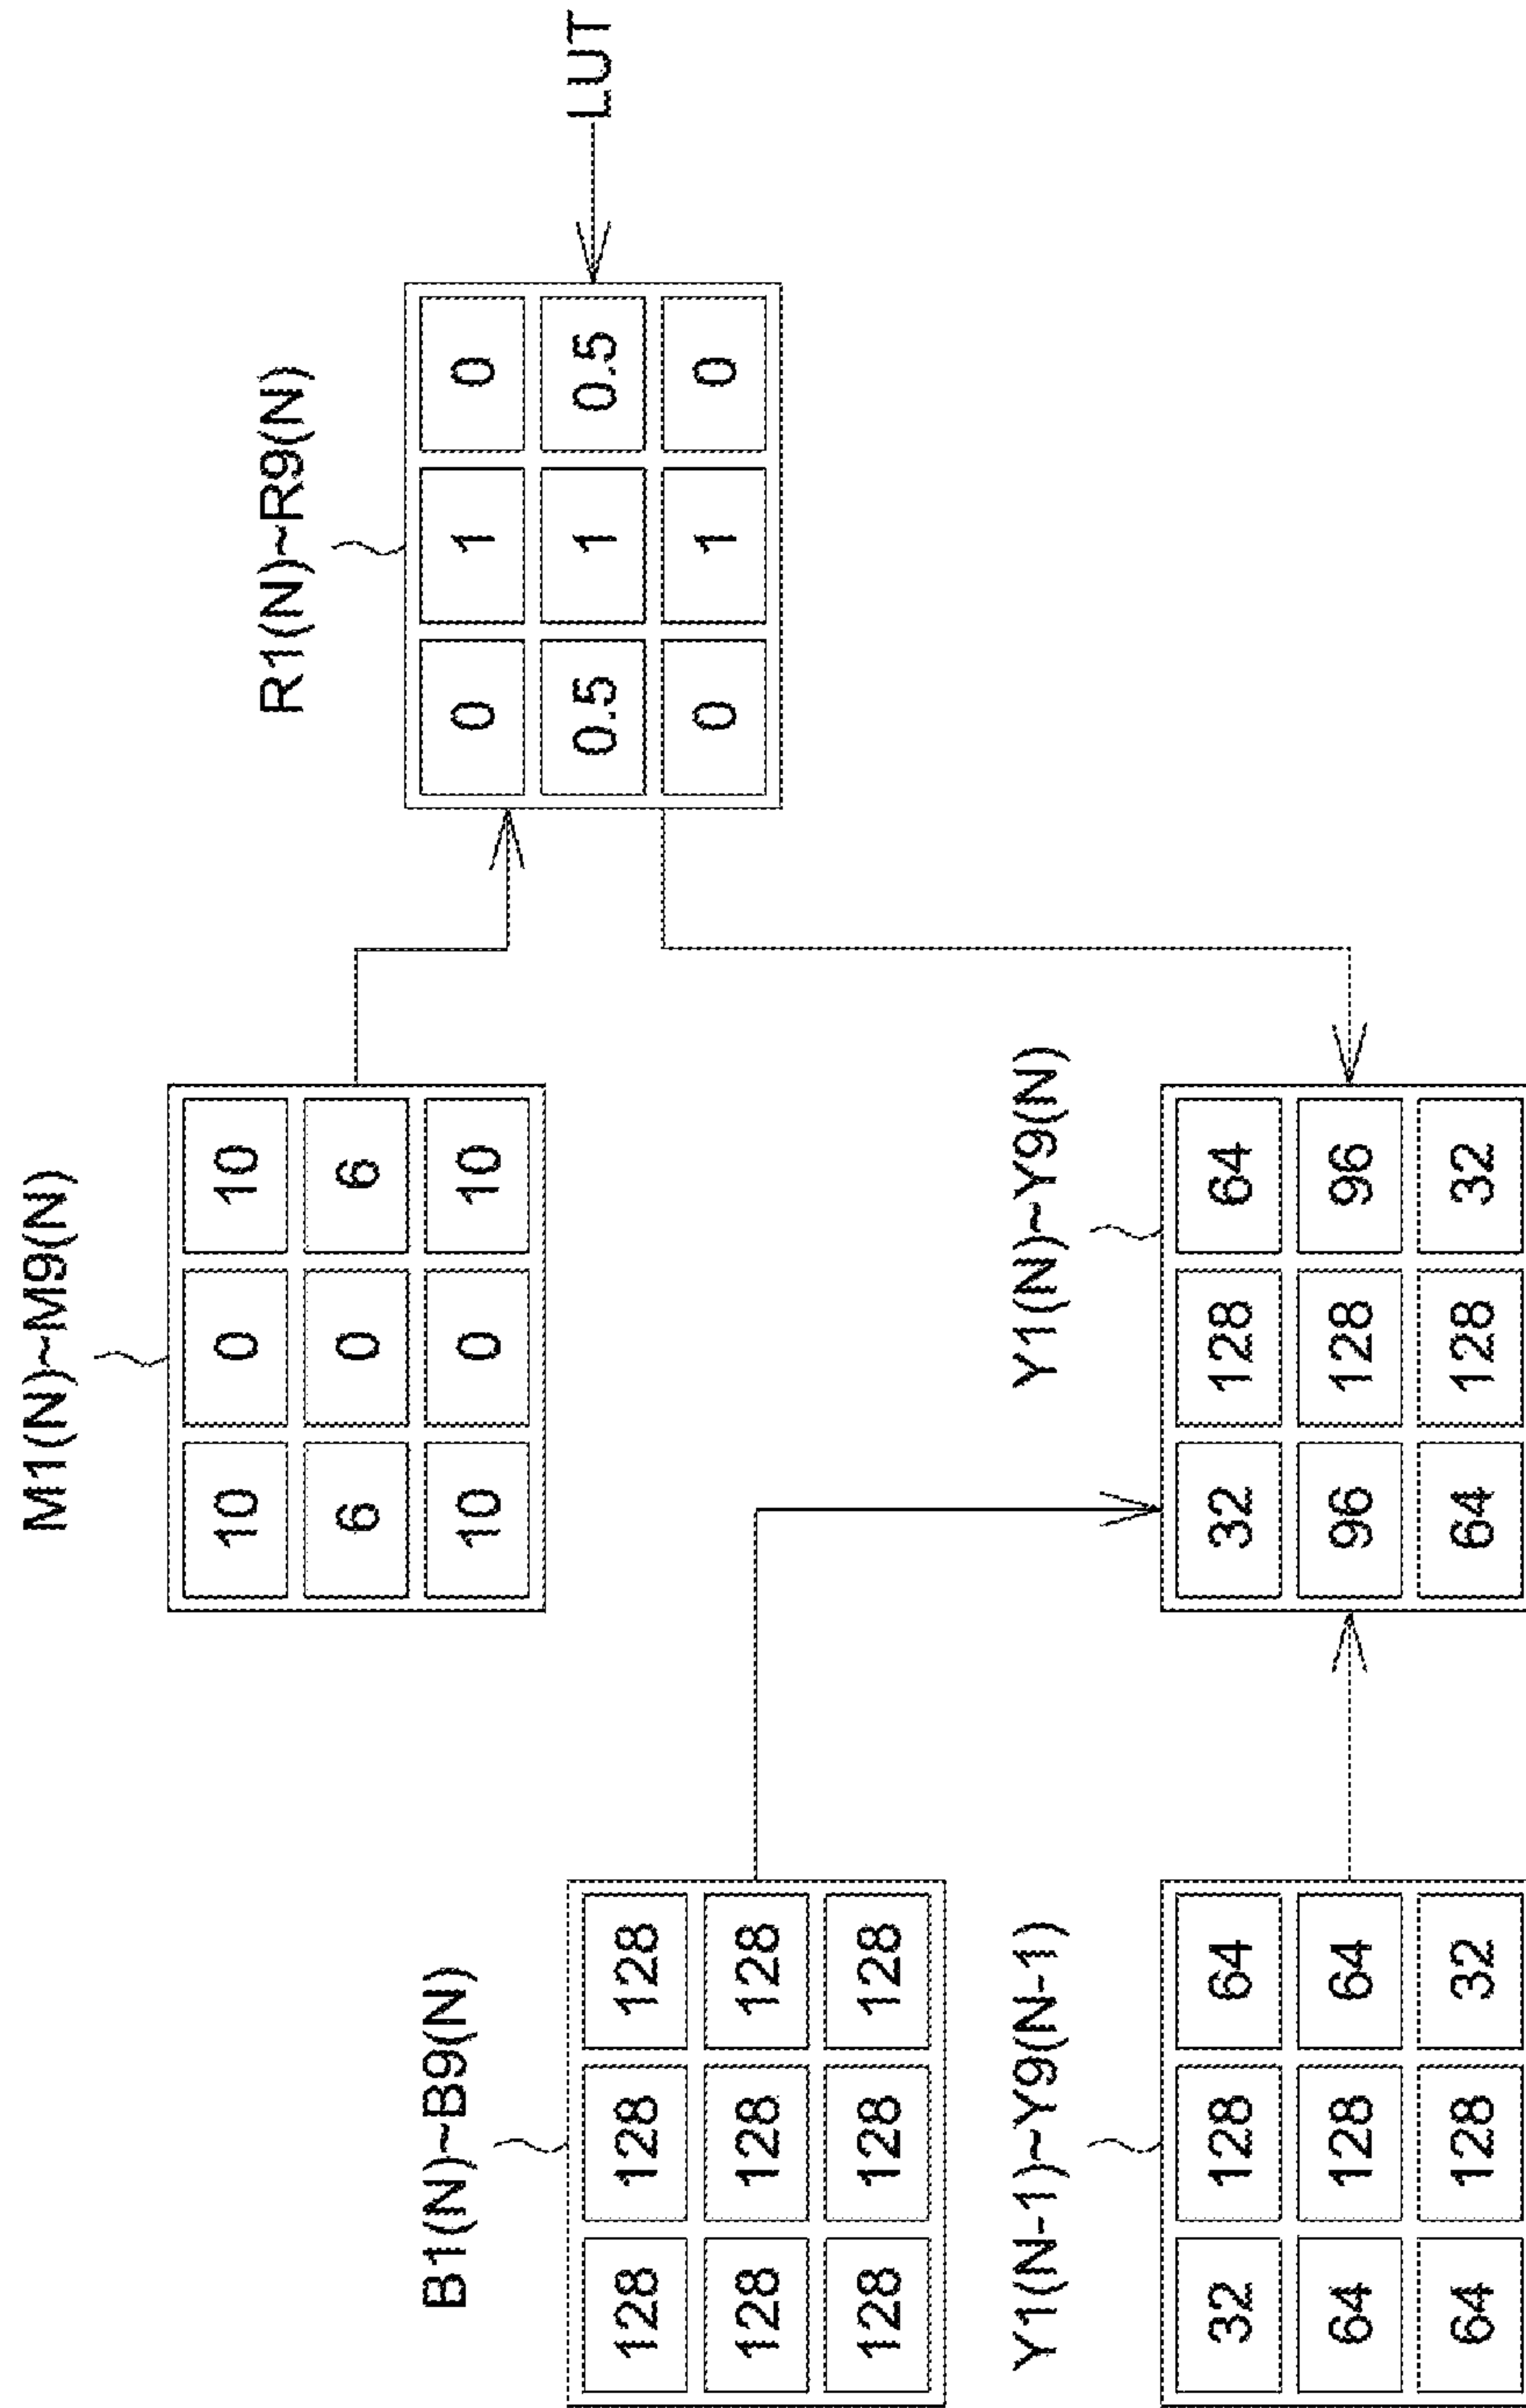 M1(N)~M9(N)
10 0 10
6 0 6
10 0 10
R1(N)~R9(N)
0 1 0
0.5 1 0.5
0 1 0
LUT
B1(N)~B9(N)
128 128 128
128 128 128
128 128 128
Y1(N-1)~Y9(N-1)
32 128 64
64 128 64
64 128 32
Y1(N)~Y9(N)
32 128 64
96 128 96
64 128 32